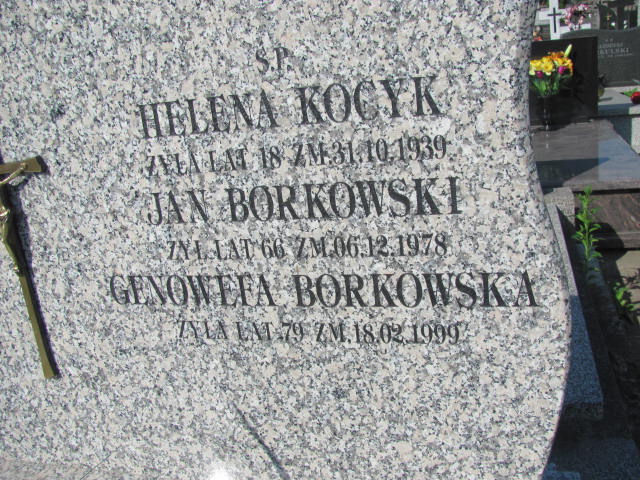 Ś.P.
HELENA KOCYK
ŻYŁA LAT 18 ZM.31.10.1939
JAN BORKOWSKI
ŻYŁ LAT 66 ZM.06.12.1978
GENOWEFA BORKOWSKA
ŻYŁA LAT 79 ZM.18.02.1999